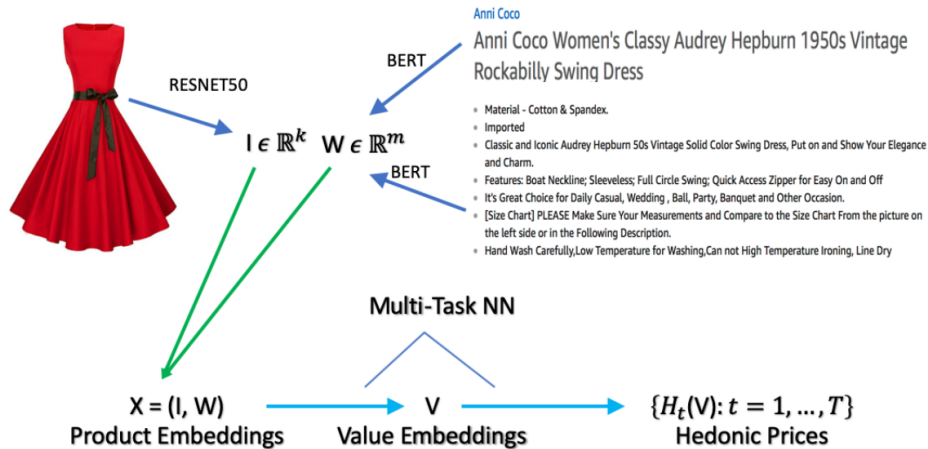 Anni Coco
Anni Coco Women's Classy Audrey Hepburn 1950s Vintage
Rockabilly Swing Dress
BERT
RESNET50
• Material - Cotton & Spandex.
• Imported
• Classic and Iconic Audrey Hepburn 50s Vintage Solid Color Swing Dress, Put on and Show Your Elegance
and Charm.
I ϵ ℝᵏ W ϵ ℝᵐ
BERT
• Features: Boat Neckline; Sleeveless; Full Circle Swing; Quick Access Zipper for Easy On and Off
• It's Great Choice for Daily Casual, Wedding , Ball, Party, Banquet and Other Occasion.
• [Size Chart] PLEASE Make Sure Your Measurements and Compare to the Size Chart From the picture on
the left side or in the Following Description.
• Hand Wash Carefully,Low Temperature for Washing,Can not High Temperature Ironing, Line Dry
Multi-Task NN
X = (I, W)
Product Embeddings
V
Value Embeddings
{Hₜ(V): t = 1, ..., T}
Hedonic Prices